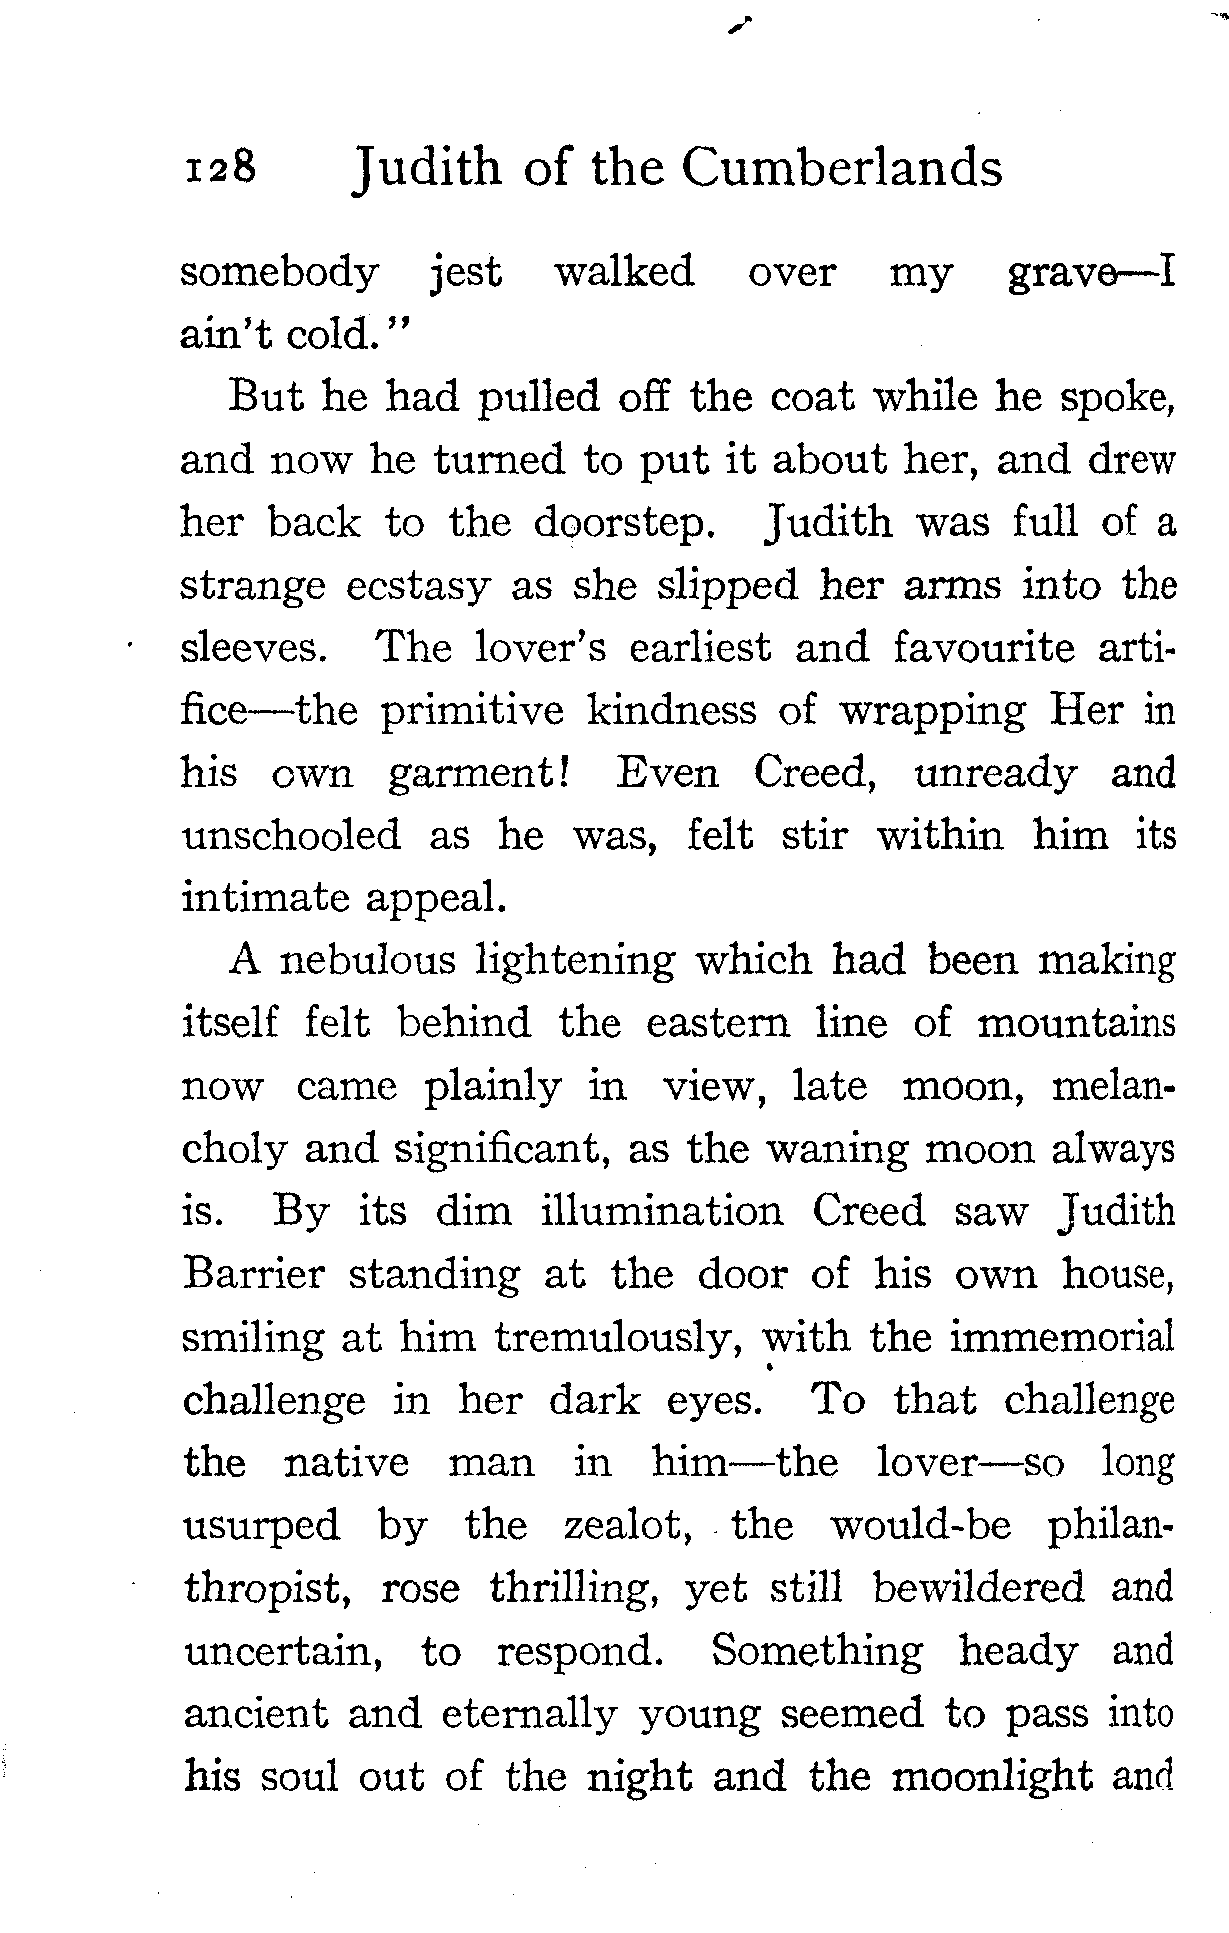 128 Judith of the Cumberlands
somebody jest walked over my grave—I
ain't cold."
But he had pulled off the coat while he spoke,
and now he turned to put it about her, and drew
her back to the doorstep. Judith was full of a
strange ecstasy as she slipped her arms into the
sleeves. The lover's earliest and favourite arti-
fice—the primitive kindness of wrapping Her in
his own garment! Even Creed, unready and
unschooled as he was, felt stir within him its
intimate appeal.
A nebulous lightening which had been making
itself felt behind the eastern line of mountains
now came plainly in view, late moon, melan-
choly and significant, as the waning moon always
is. By its dim illumination Creed saw Judith
Barrier standing at the door of his own house,
smiling at him tremulously, with the immemorial
challenge in her dark eyes. To that challenge
the native man in him—the lover—so long
usurped by the zealot, the would-be philan-
thropist, rose thrilling, yet still bewildered and
uncertain, to respond. Something heady and
ancient and eternally young seemed to pass into
his soul out of the night and the moonlight and